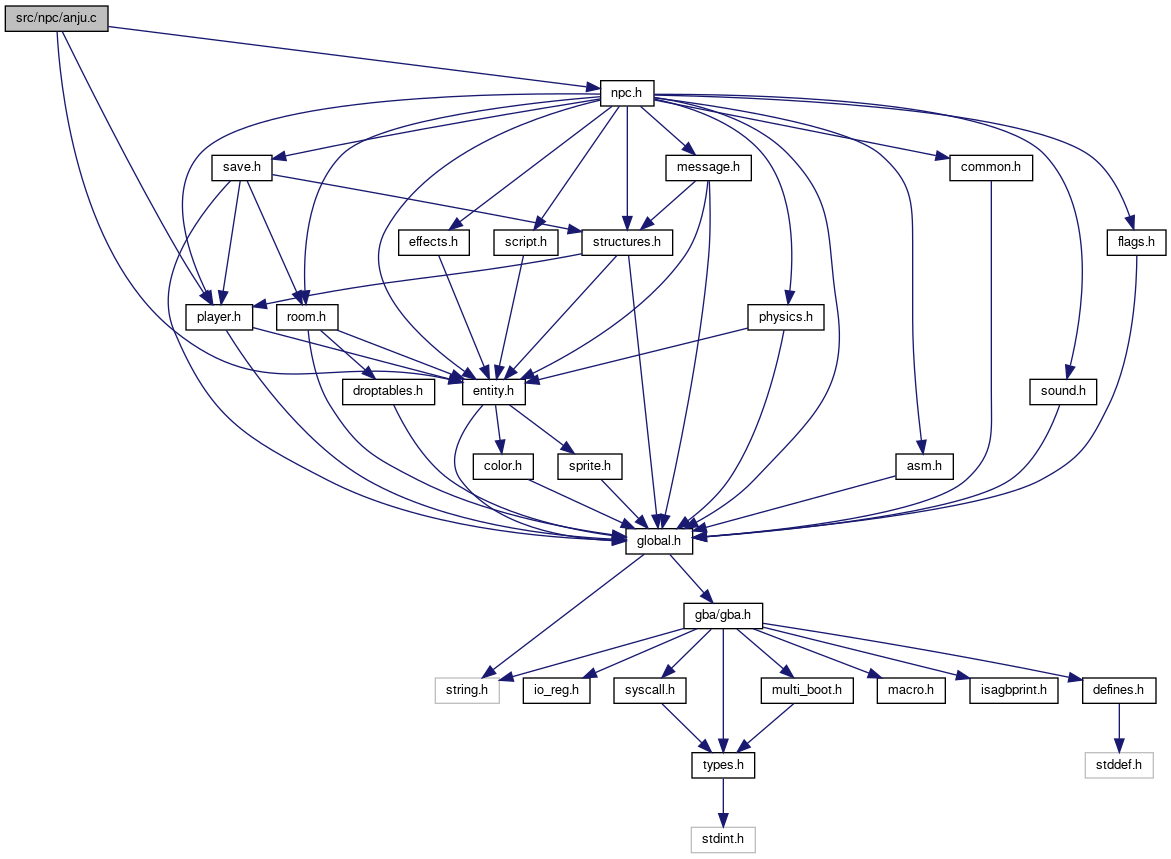 src/npc/anju.c
npc.h
save.h
message.h
common.h
effects.h
script.h
structures.h
flags.h
player.h
room.h
physics.h
droptables.h
entity.h
sound.h
color.h
sprite.h
asm.h
global.h
gba/gba.h
string.h
io_reg.h
syscall.h
multi_boot.h
macro.h
isagbprint.h
defines.h
types.h
stddef.h
stdint.h